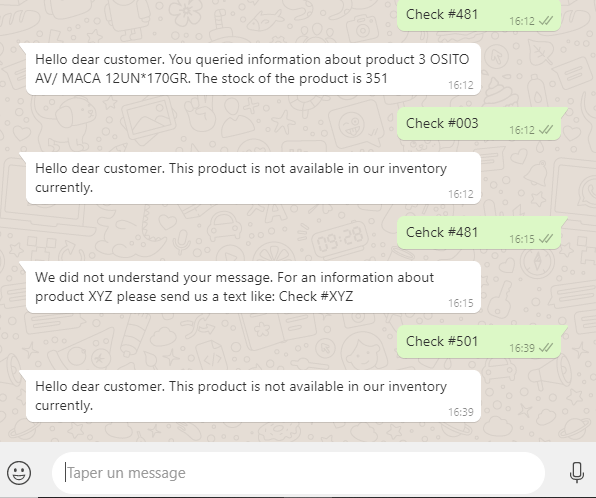 Check #481
16:12
Hello dear customer. You queried information about product 3 OSITO
AV/ MACA 12UN*170GR. The stock of the product is 351
16:12
Check #003
16:12
Hello dear customer. This product is not available in our inventory
currently.
16:12
Cehck #481
16:15
We did not understand your message. For an information about
product XYZ please send us a text like: Check #XYZ
16:15
Check #501
16:39
Hello dear customer. This product is not available in our inventory
currently.
16:39
Taper un message